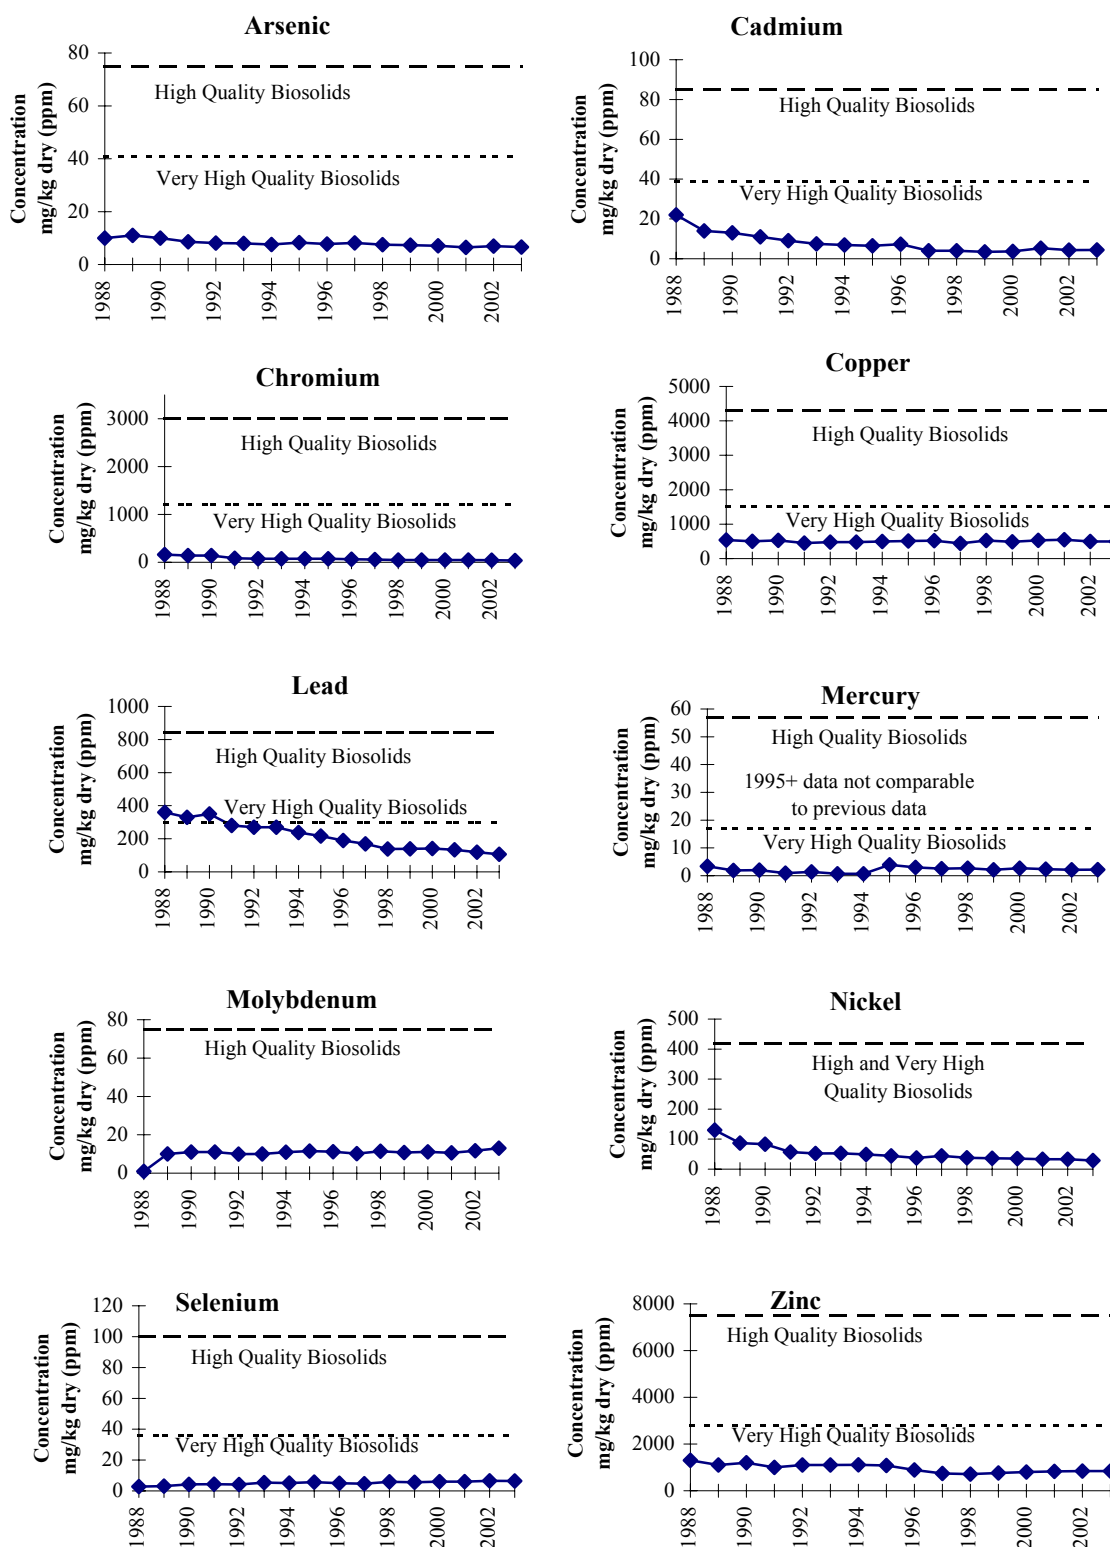 Arsenic
Concentration
mg/kg dry (ppm)
80
60
40
20
0
High Quality Biosolids
Very High Quality Biosolids
1988
1990
1992
1994
1996
1998
2000
2002
Cadmium
Concentration
mg/kg dry (ppm)
100
80
60
40
20
0
High Quality Biosolids
Very High Quality Biosolids
1988
1990
1992
1994
1996
1998
2000
2002
Chromium
Concentration
mg/kg dry (ppm)
3000
2000
1000
0
High Quality Biosolids
Very High Quality Biosolids
1988
1990
1992
1994
1996
1998
2000
2002
Copper
Concentration
mg/kg dry (ppm)
5000
4000
3000
2000
1000
0
High Quality Biosolids
Very High Quality Biosolids
1988
1990
1992
1994
1996
1998
2000
2002
Lead
Concentration
mg/kg dry (ppm)
1000
800
600
400
200
0
High Quality Biosolids
Very High Quality Biosolids
1988
1990
1992
1994
1996
1998
2000
2002
Mercury
Concentration
mg/kg dry (ppm)
60
50
40
30
20
10
0
High Quality Biosolids
1995+ data not comparable
to previous data
Very High Quality Biosolids
1988
1990
1992
1994
1996
1998
2000
2002
Molybdenum
Concentration
mg/kg dry (ppm)
80
60
40
20
0
High Quality Biosolids
1988
1990
1992
1994
1996
1998
2000
2002
Nickel
Concentration
mg/kg dry (ppm)
500
400
300
200
100
0
High and Very High
Quality Biosolids
1988
1990
1992
1994
1996
1998
2000
2002
Selenium
Concentration
mg/kg dry (ppm)
120
100
80
60
40
20
0
High Quality Biosolids
Very High Quality Biosolids
1988
1990
1992
1994
1996
1998
2000
2002
Zinc
Concentration
mg/kg dry (ppm)
8000
6000
4000
2000
0
High Quality Biosolids
Very High Quality Biosolids
1988
1990
1992
1994
1996
1998
2000
2002